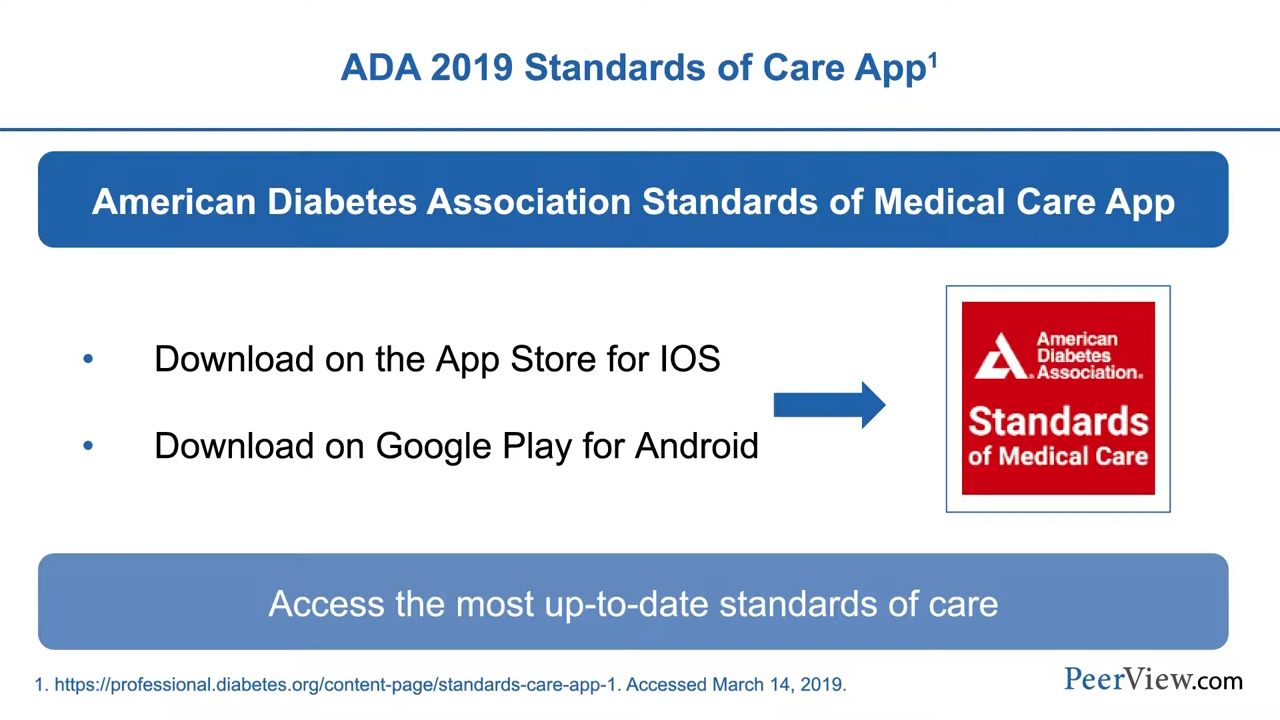 ADA 2019 Standards of Care App¹
American Diabetes Association Standards of Medical Care App
• Download on the App Store for IOS
• Download on Google Play for Android
American
Diabetes
Association®
Standards
of Medical Care
Access the most up-to-date standards of care
1. https://professional.diabetes.org/content-page/standards-care-app-1. Accessed March 14, 2019.
PeerView.com